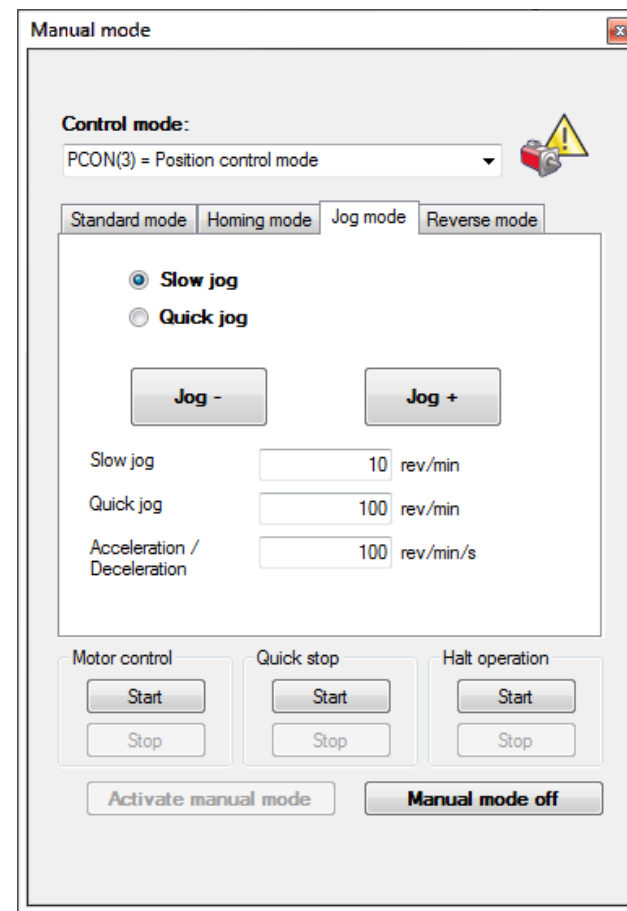 Manual mode
Control mode:
PCON(3) = Position control mode
Standard mode Homing mode Jog mode Reverse mode
Slow jog
Quick jog
Jog - Jog +
Slow jog 10 rev/min
Quick jog 100 rev/min
Acceleration / 100 rev/min/s
Deceleration
Motor control Quick stop Halt operation
Start Start Start
Stop Stop Stop
Activate manual mode Manual mode off